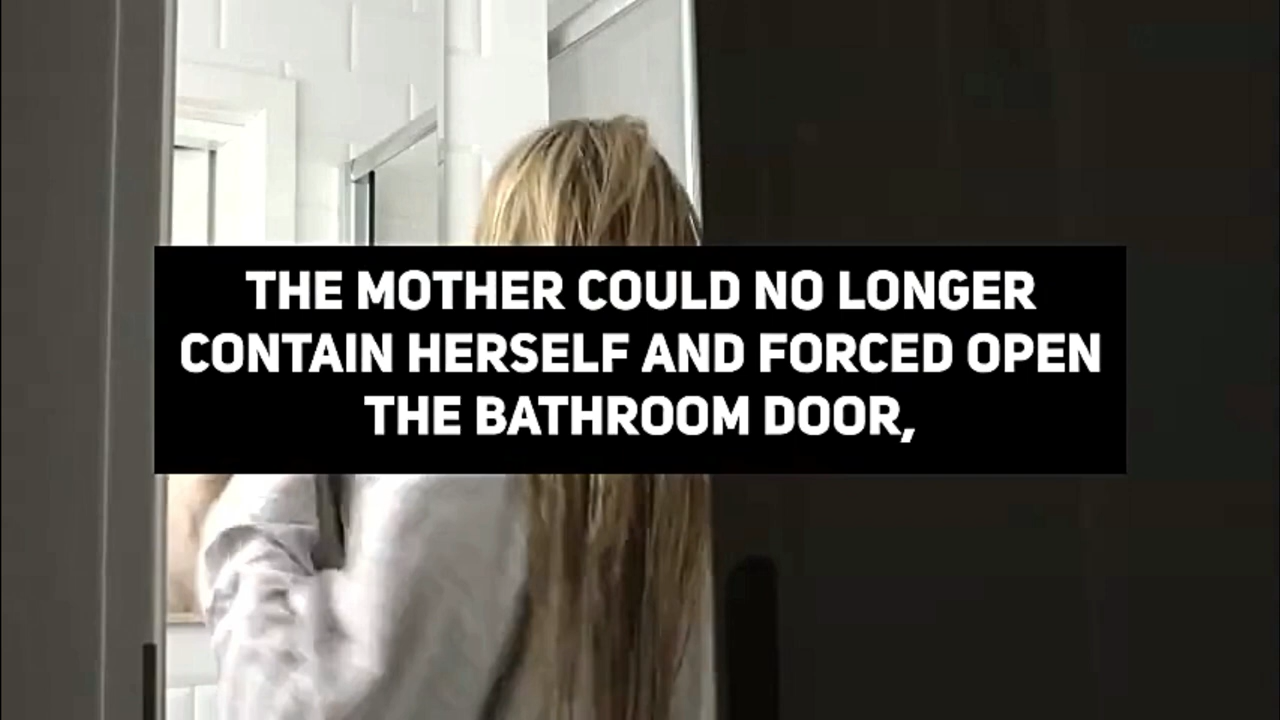 THE MOTHER COULD NO LONGER
CONTAIN HERSELF AND FORCED OPEN
THE BATHROOM DOOR,